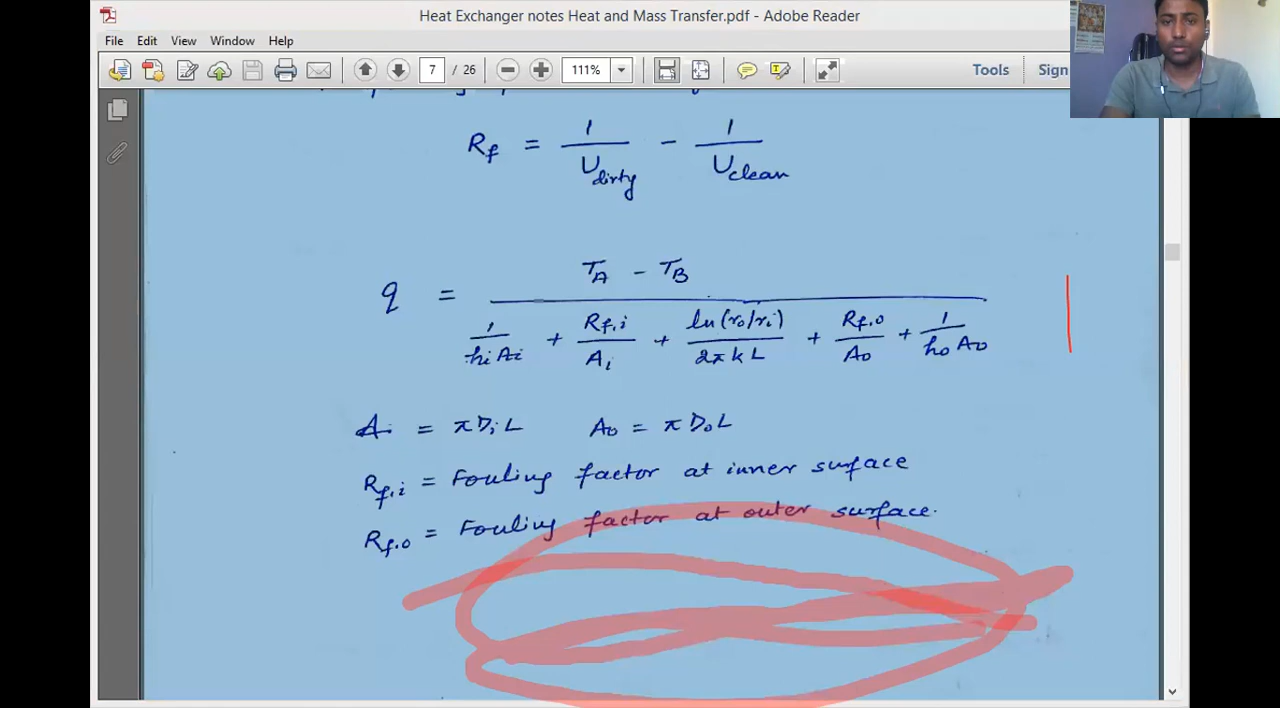 Heat Exchanger notes Heat and Mass Transfer.pdf - Adobe Reader
File Edit View Window Help
7 / 26 111% Tools Sign
Rf = 1/Udirty - 1/Uclean
q = (TA - TB) / (1/(hi Ai) + Rf,i/Ai + ln(ro/ri)/(2πkL) + Rf,o/Ao + 1/(ho Ao))
Ai = πDiL Ao = πDoL
Rf,i = Fouling factor at inner surface
Rf,o = Fouling factor at outer surface.